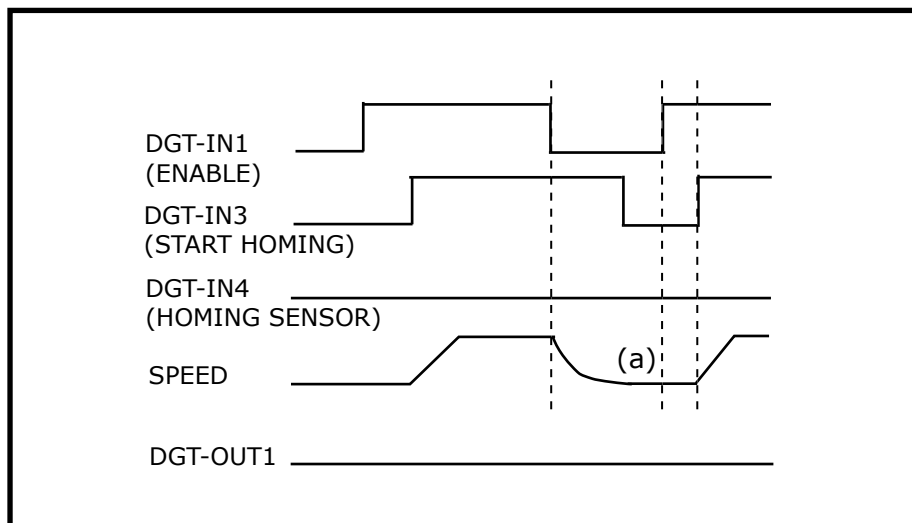 DGT-IN1
(ENABLE)
DGT-IN3
(START HOMING)
DGT-IN4
(HOMING SENSOR)
SPEED
(a)
DGT-OUT1